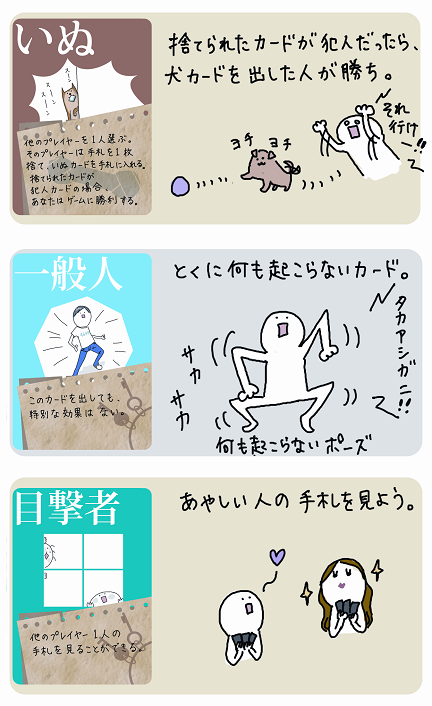 いぬ
スーン
スーン
スーン
他のプレイヤーを1人選ぶ。
そのプレイヤーは手札を1枚
捨て、いぬカードを手札に入れる。
捨てられたカードが
犯人カードの場合、
あなたはゲームに勝利する。
捨てられたカードが犯人だったら、
犬カードを出した人が勝ち。
ヨチ ヨチ
それ
行け
ー!!
一般人
このカードを出しても、
特別な効果はない。
とくに何も起こらないカード。
サカ
サカ
タカアシガニ
!!
何も起こらないポーズ
目撃者
他のプレイヤー1人の
手札を見ることができる。
あやしい人の手札を見よう。